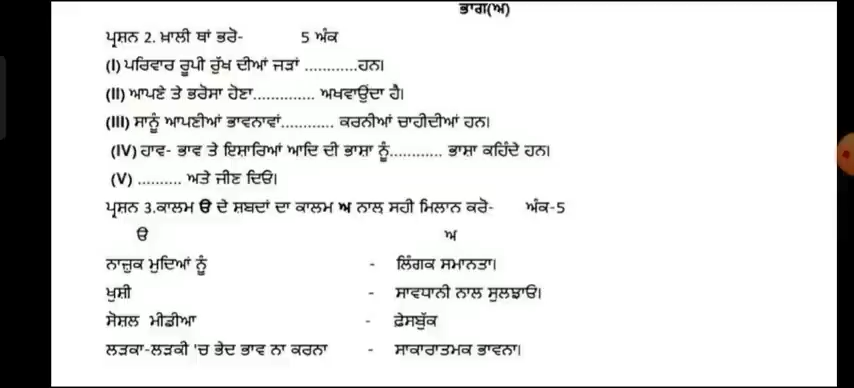 ਭਾਗ(ਅ)
ਪ੍ਰਸ਼ਨ 2. ਖ਼ਾਲੀ ਥਾਂ ਭਰੋ- 5 ਅੰਕ
(I) ਪਰਿਵਾਰ ਰੂਪੀ ਰੁੱਖ ਦੀਆਂ ਜੜਾਂ ............ਹਨ।
(II) ਆਪਣੇ ਤੇ ਭਰੋਸਾ ਹੋਣਾ.............. ਅਖਵਾਉਂਦਾ ਹੈ।
(III) ਸਾਨੂੰ ਆਪਣੀਆਂ ਭਾਵਨਾਵਾਂ............ ਕਰਨੀਆਂ ਚਾਹੀਦੀਆਂ ਹਨ।
(IV) ਹਾਵ- ਭਾਵ ਤੇ ਇਸ਼ਾਰਿਆਂ ਆਦਿ ਦੀ ਭਾਸ਼ਾ ਨੂੰ............ ਭਾਸ਼ਾ ਕਹਿੰਦੇ ਹਨ।
(V) .......... ਅਤੇ ਜੀਣ ਦਿਓ।
ਪ੍ਰਸ਼ਨ 3.ਕਾਲਮ ੳ ਦੇ ਸ਼ਬਦਾਂ ਦਾ ਕਾਲਮ ਅ ਨਾਲ ਸਹੀ ਮਿਲਾਨ ਕਰੋ- ਅੰਕ-5
ੳ ਅ
ਨਾਜ਼ੁਕ ਮੁਦਿਆਂ ਨੂੰ - ਲਿੰਗਕ ਸਮਾਨਤਾ।
ਖੁਸ਼ੀ - ਸਾਵਧਾਨੀ ਨਾਲ ਸੁਲਝਾਓ।
ਸੋਸ਼ਲ ਮੀਡੀਆ - ਫ਼ੇਸਬੁੱਕ
ਲੜਕਾ-ਲੜਕੀ 'ਚ ਭੇਦ ਭਾਵ ਨਾ ਕਰਨਾ - ਸਾਕਾਰਾਤਮਕ ਭਾਵਨਾ।